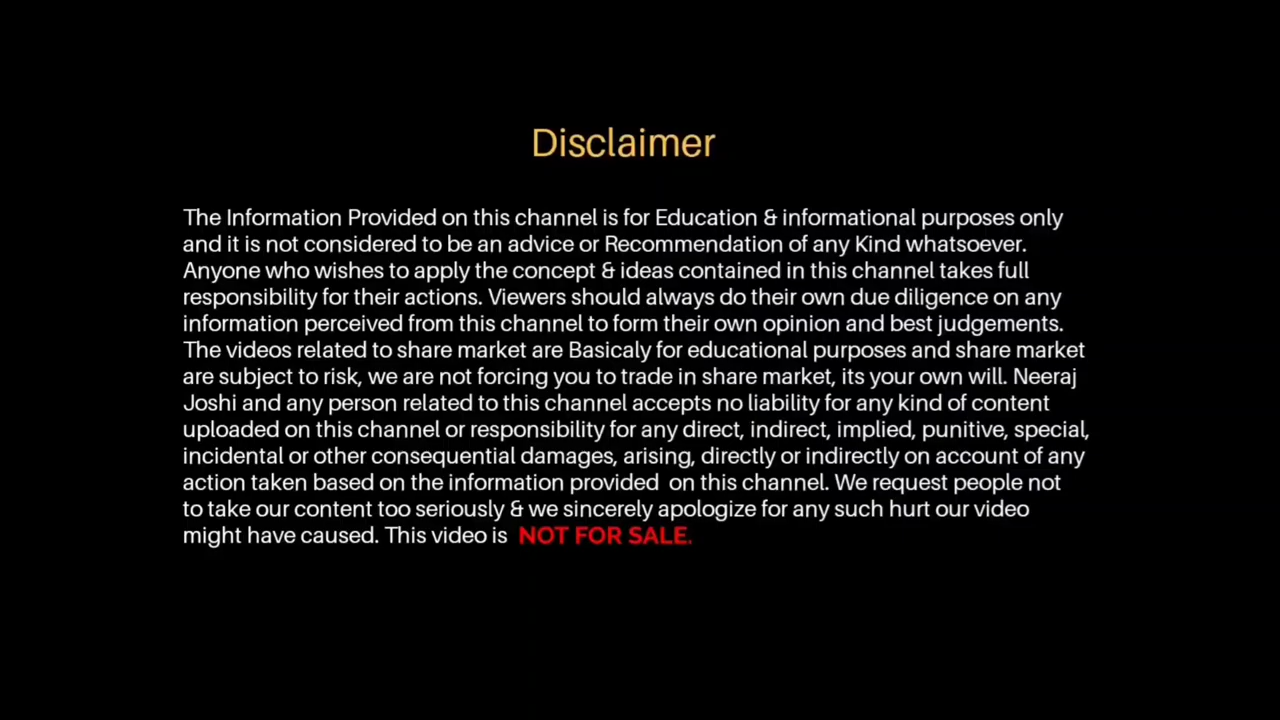 Disclaimer
The Information Provided on this channel is for Education & informational purposes only
and it is not considered to be an advice or Recommendation of any Kind whatsoever.
Anyone who wishes to apply the concept & ideas contained in this channel takes full
responsibility for their actions. Viewers should always do their own due diligence on any
information perceived from this channel to form their own opinion and best judgements.
The videos related to share market are Basicaly for educational purposes and share market
are subject to risk, we are not forcing you to trade in share market, its your own will. Neeraj
Joshi and any person related to this channel accepts no liability for any kind of content
uploaded on this channel or responsibility for any direct, indirect, implied, punitive, special,
incidental or other consequential damages, arising, directly or indirectly on account of any
action taken based on the information provided on this channel. We request people not
to take our content too seriously & we sincerely apologize for any such hurt our video
might have caused. This video is NOT FOR SALE.